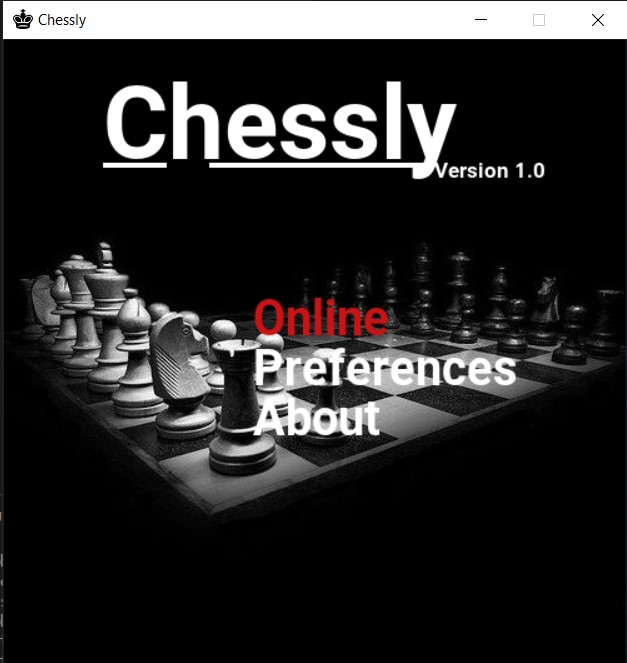 Chessly
Chessly
Version 1.0
Online
Preferences
About